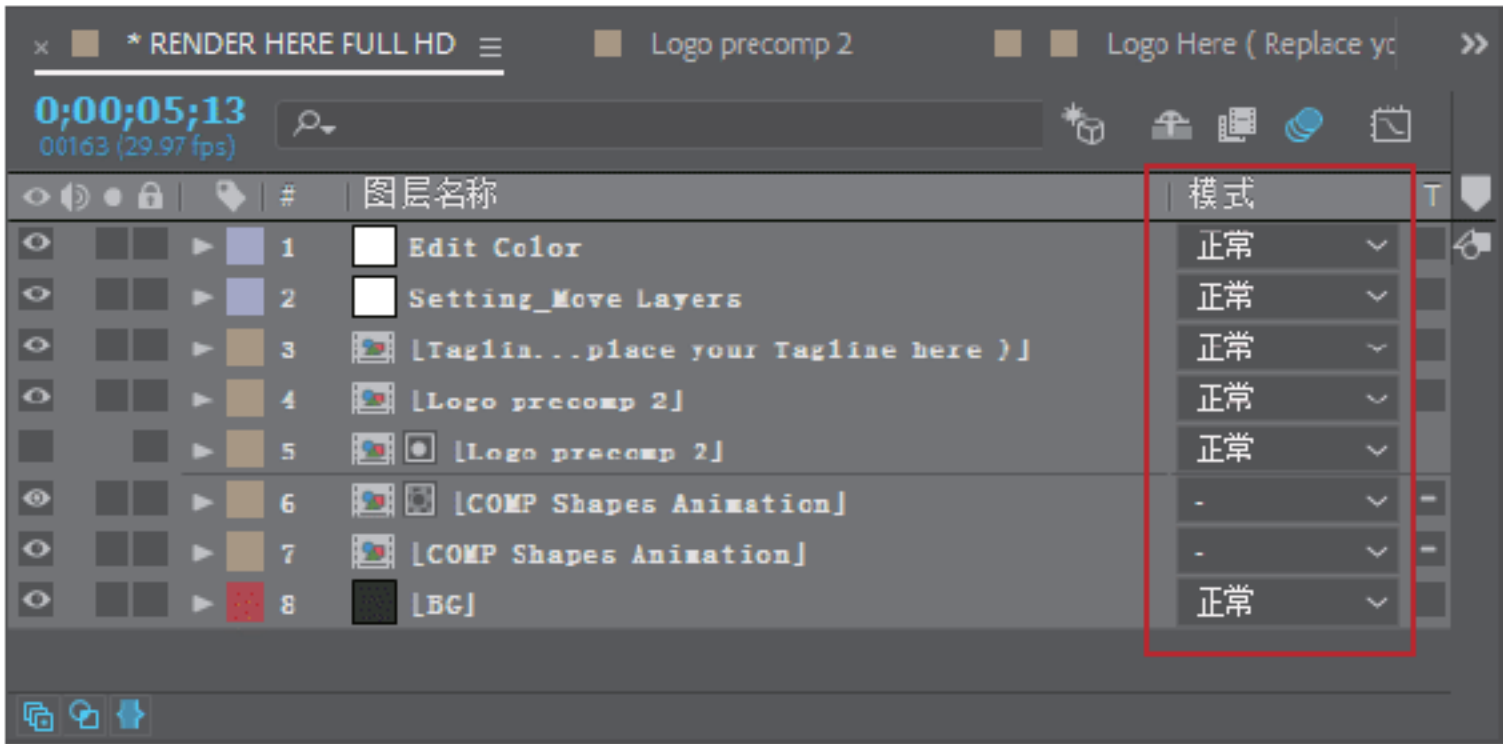 × * RENDER HERE FULL HD Logo precomp 2 Logo Here ( Replace yo
0;00;05;13
00163 (29.97 fps)
# 图层名称 模式 T
1 Edit Color 正常
2 Setting_Move Layers 正常
3 [Taglin...place your Tagline here )] 正常
4 [Logo precomp 2] 正常
5 [Logo precomp 2] 正常
6 [COMP Shapes Animation] -
7 [COMP Shapes Animation] -
8 [BG] 正常